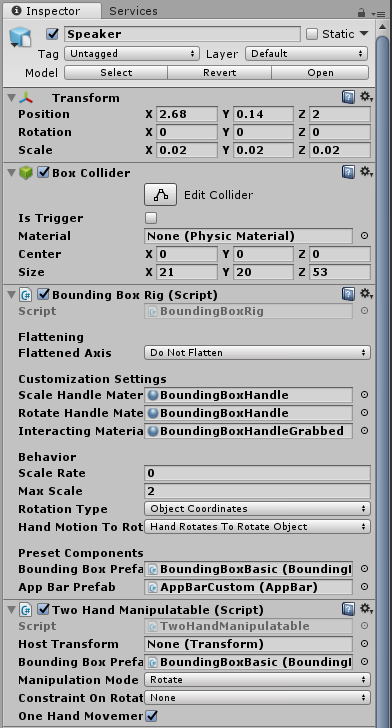 Inspector Services
Speaker Static
Tag Untagged Layer Default
Model Select Revert Open
Transform
Position X 2.68 Y 0.14 Z 2
Rotation X 0 Y 0 Z 0
Scale X 0.02 Y 0.02 Z 0.02
Box Collider
Edit Collider
Is Trigger
Material None (Physic Material)
Center X 0 Y 0 Z 0
Size X 21 Y 20 Z 53
Bounding Box Rig (Script)
Script BoundingBoxRig
Flattening
Flattened Axis Do Not Flatten
Customization Settings
Scale Handle Mater BoundingBoxHandle
Rotate Handle Mate BoundingBoxHandle
Interacting Materia BoundingBoxHandleGrabbed
Behavior
Scale Rate 0
Max Scale 2
Rotation Type Object Coordinates
Hand Motion To Rot Hand Rotates To Rotate Object
Preset Components
Bounding Box Prefa BoundingBoxBasic (BoundingI
App Bar Prefab AppBarCustom (AppBar)
Two Hand Manipulatable (Script)
Script TwoHandManipulatable
Host Transform None (Transform)
Bounding Box Prefa BoundingBoxBasic (BoundingI
Manipulation Mode Rotate
Constraint On Rotat None
One Hand Movemer